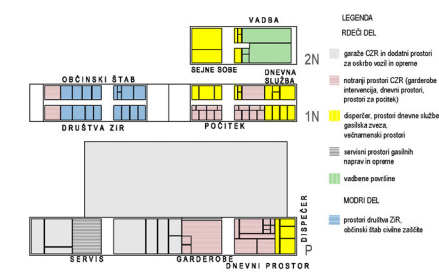 VADBA
SEJNE SOBE
DNEVNA
SLUŽBA
2N
OBČINSKI ŠTAB
DRUŠTVA ZIR
POČITEK
1N
SERVIS
GARDEROBE
DNEVNI PROSTOR
DISPEČER
P
LEGENDA
RDEČI DEL
garaže CZR in dodatni prostori
za oskrbo vozil in opreme
notranji prostori CZR (garderobe
intervencija, dnevni prostori,
prostori za počitek)
dispečer, prostori dnevne službe
gasilska zveza,
večnamenski prostori
servisni prostori gasilnih
naprav in opreme
vadbene površine
MODRI DEL
prostori društva ZiR,
občinski štab civilne zaščite